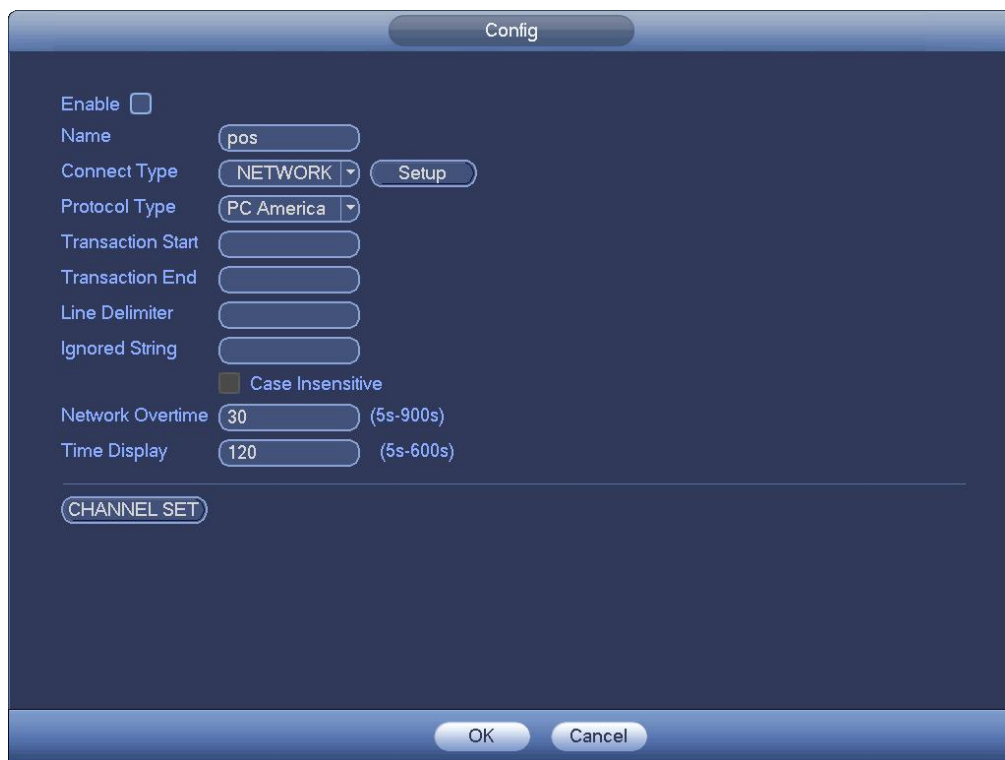 Config
Enable
Name pos
Connect Type NETWORK Setup
Protocol Type PC America
Transaction Start
Transaction End
Line Delimiter
Ignored String
Case Insensitive
Network Overtime 30 (5s-900s)
Time Display 120 (5s-600s)
CHANNEL SET
OK Cancel